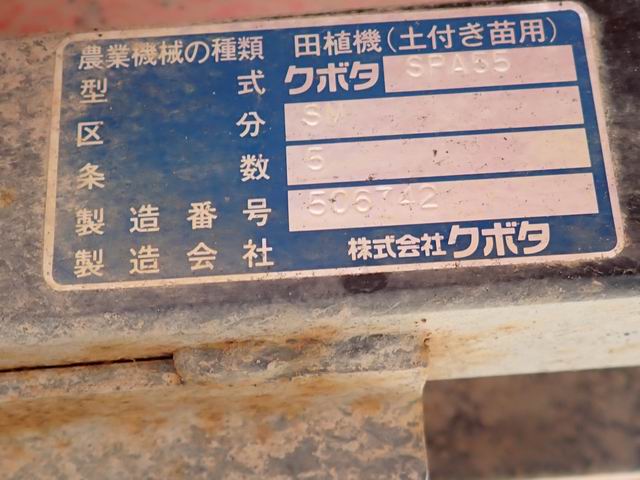 農業機械の種類 田植機(土付き苗用)
型式 クボタ SPA55
区分 SW
条数 5
製造番号 506742
製造会社 株式会社クボタ